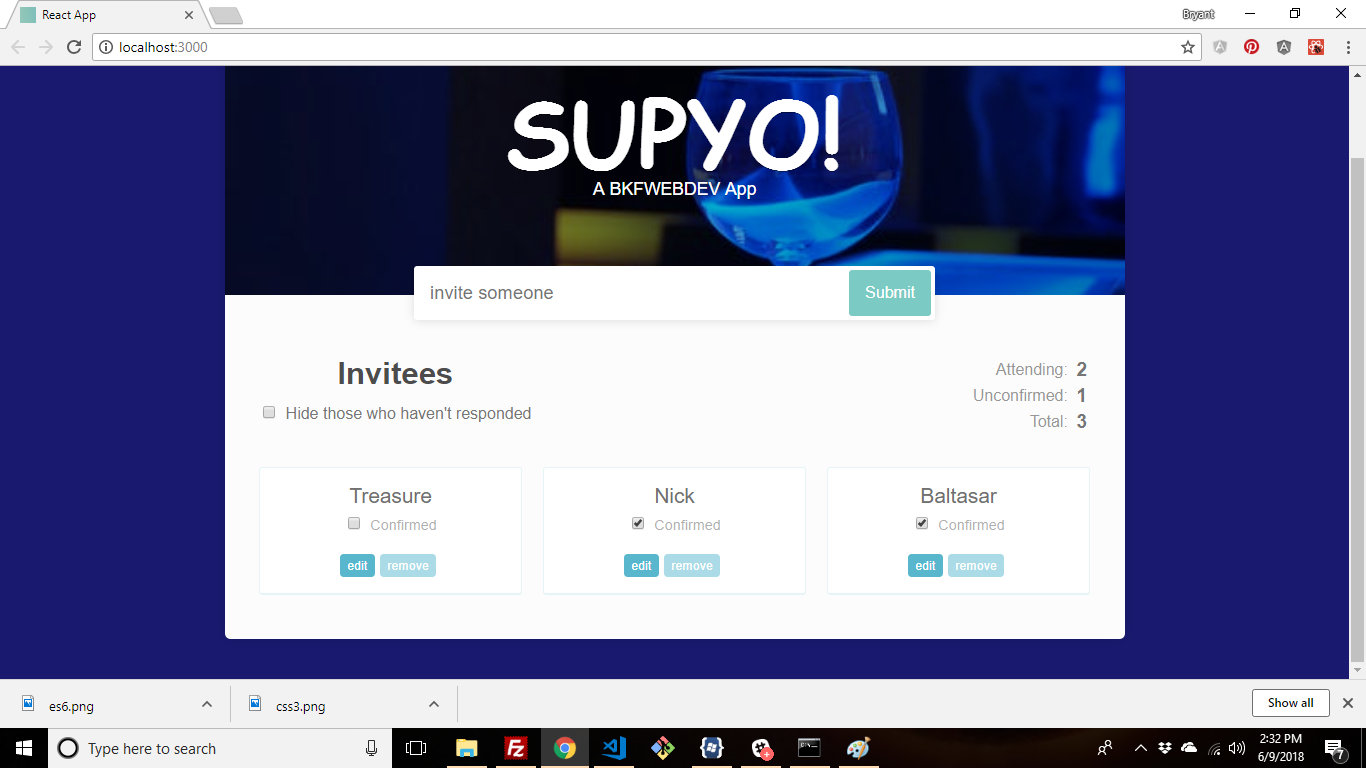 React App
Bryant
localhost:3000
SUPYO!
A BKFWEBDEV App
invite someone
Submit
Invitees
Hide those who haven't responded
Attending: 2
Unconfirmed: 1
Total: 3
Treasure
Confirmed
edit remove
Nick
Confirmed
edit remove
Baltasar
Confirmed
edit remove
es6.png
css3.png
Show all
Type here to search
2:32 PM
6/9/2018
7